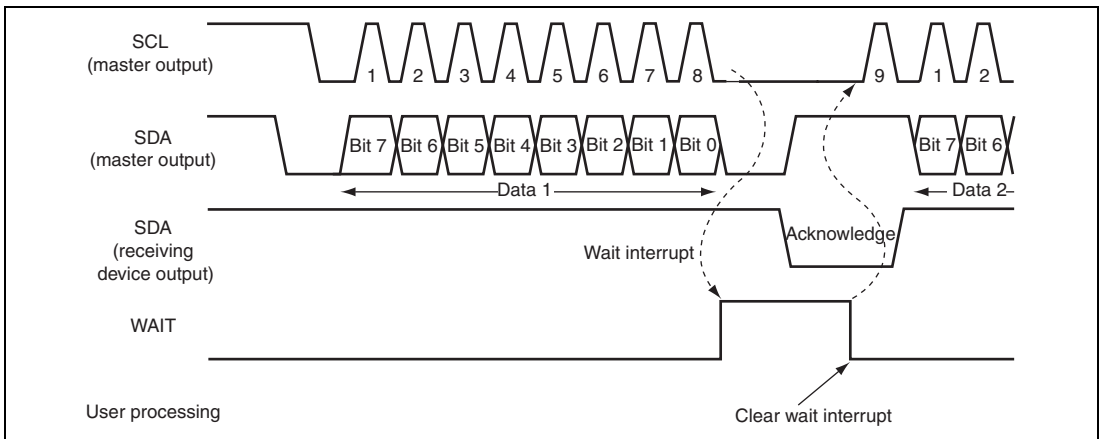 SCL
(master output)
1 2 3 4 5 6 7 8 9 1 2
SDA
(master output)
Bit 7 Bit 6 Bit 5 Bit 4 Bit 3 Bit 2 Bit 1 Bit 0 Bit 7 Bit 6
Data 1 Data 2
SDA
(receiving
device output)
Acknowledge
Wait interrupt
WAIT
User processing
Clear wait interrupt